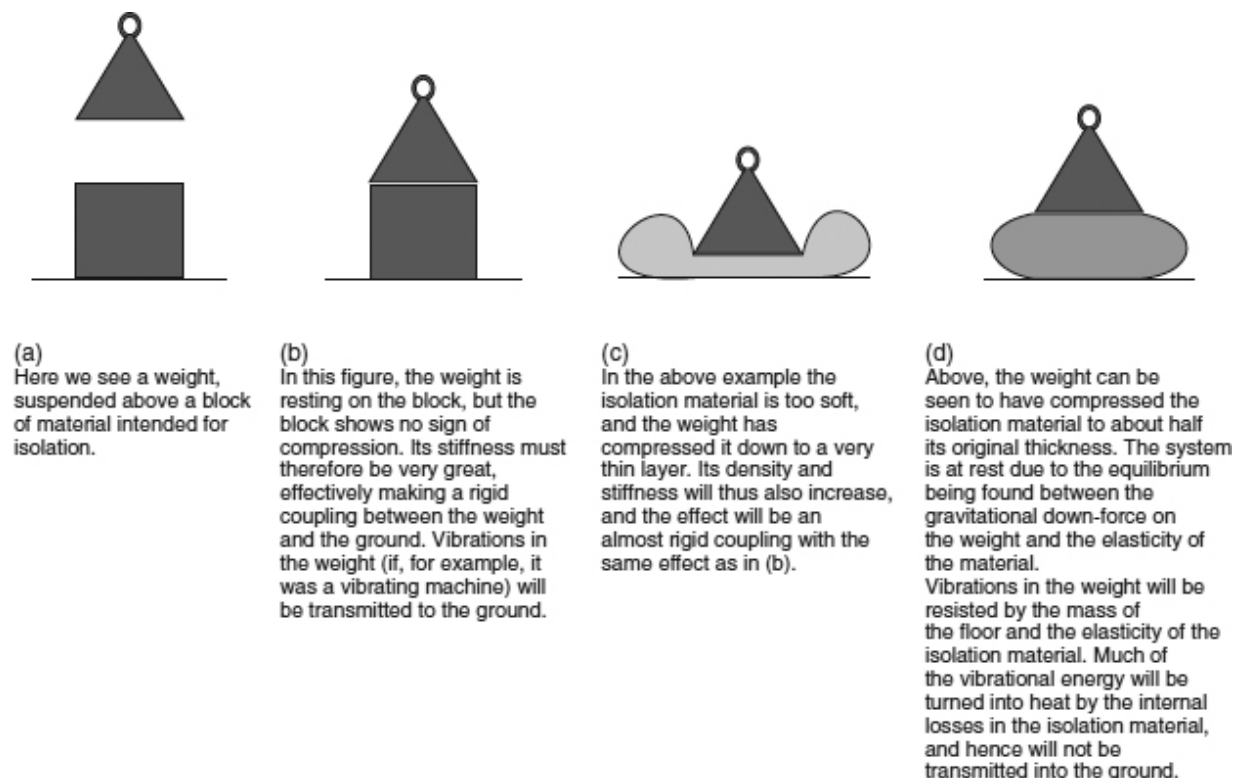 (a)
Here we see a weight,
suspended above a block
of material intended for
isolation.
(b)
In this figure, the weight is
resting on the block, but the
block shows no sign of
compression. Its stiffness must
therefore be very great,
effectively making a rigid
coupling between the weight
and the ground. Vibrations in
the weight (if, for example, it
was a vibrating machine) will
be transmitted to the ground.
(c)
In the above example the
isolation material is too soft,
and the weight has
compressed it down to a very
thin layer. Its density and
stiffness will thus also increase,
and the effect will be an
almost rigid coupling with the
same effect as in (b).
(d)
Above, the weight can be
seen to have compressed the
isolation material to about half
its original thickness. The system
is at rest due to the equilibrium
being found between the
gravitational down-force on
the weight and the elasticity of
the material.
Vibrations in the weight will be
resisted by the mass of
the floor and the elasticity of the
isolation material. Much of
the vibrational energy will be
turned into heat by the internal
losses in the isolation material,
and hence will not be
transmitted into the ground.